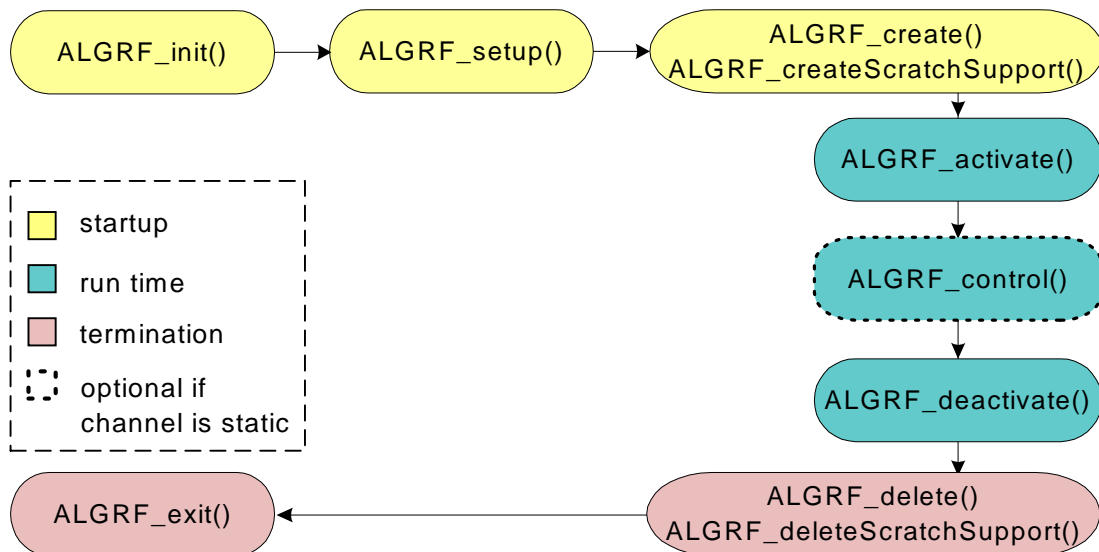 ALGRF_init()
ALGRF_setup()
ALGRF_create()
ALGRF_createScratchSupport()
ALGRF_activate()
ALGRF_control()
ALGRF_deactivate()
ALGRF_delete()
ALGRF_deleteScratchSupport()
ALGRF_exit()
startup
run time
termination
optional if
channel is static